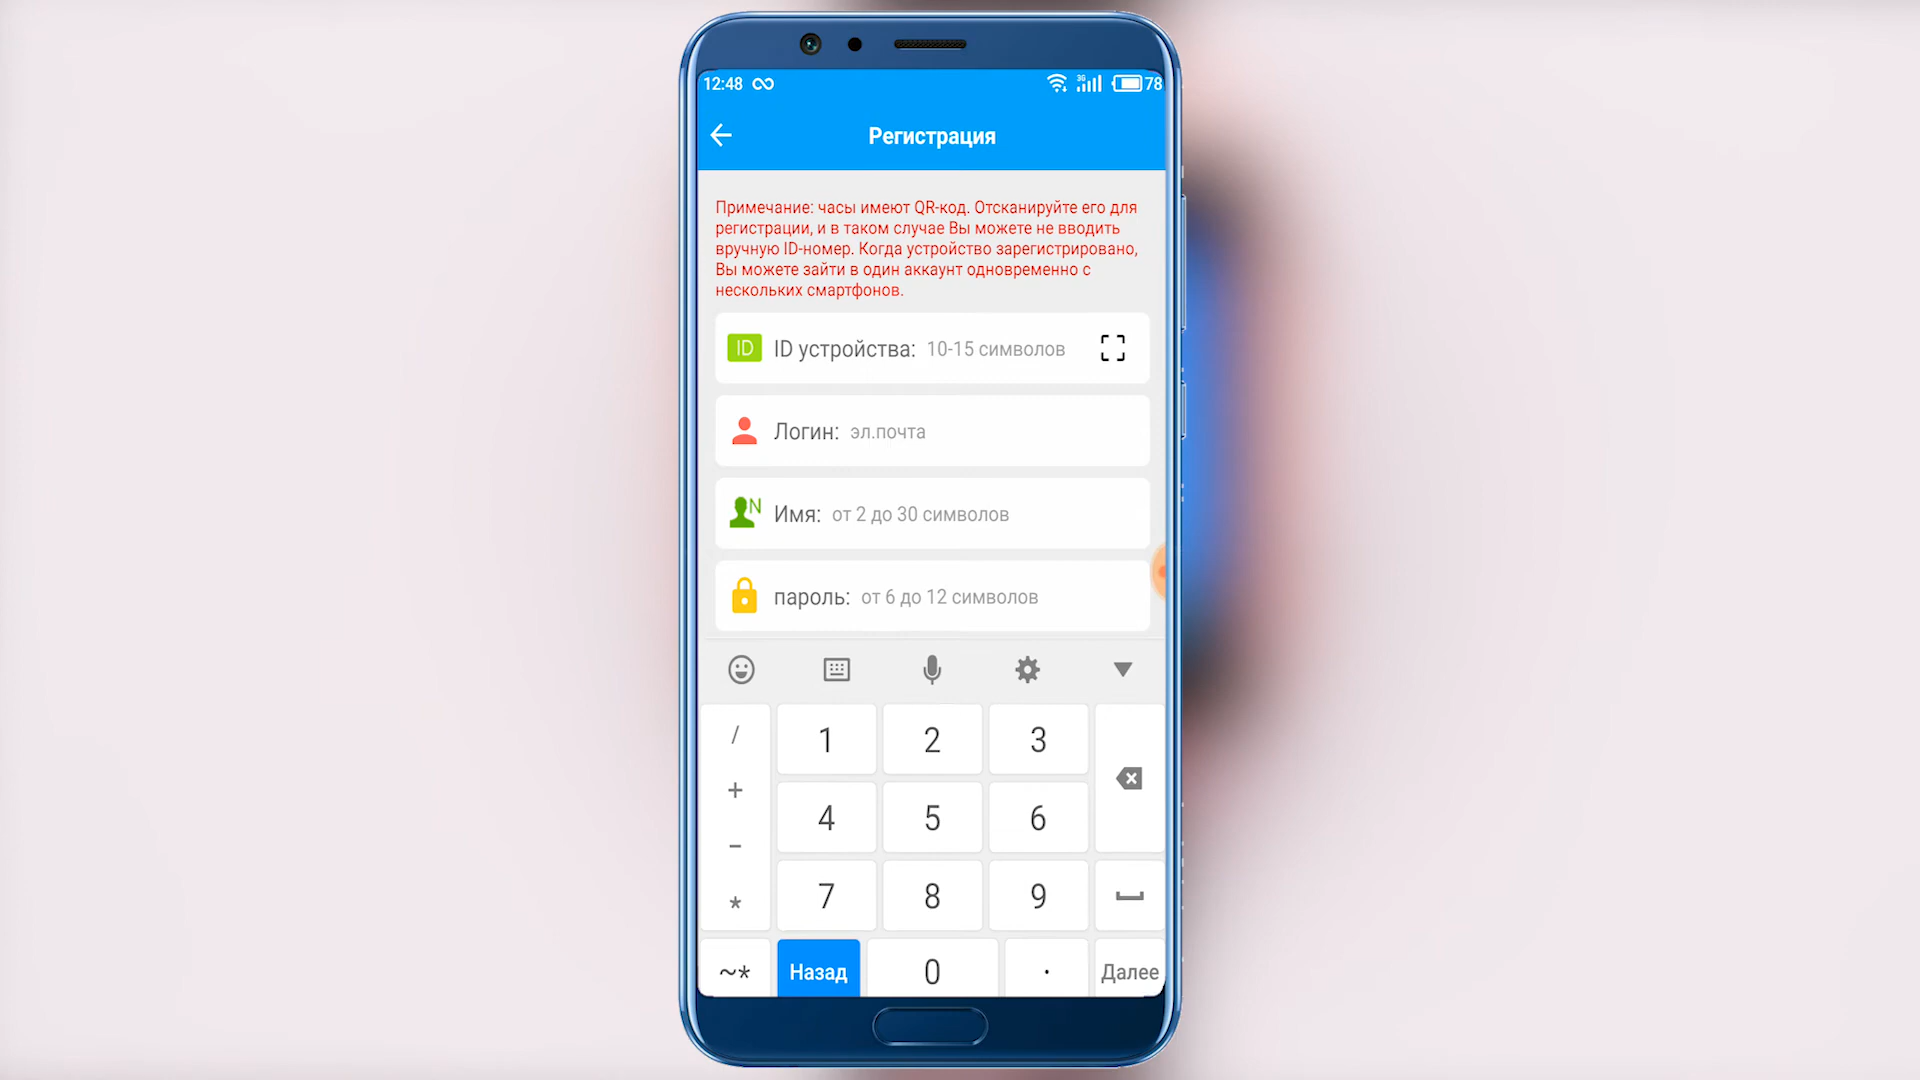 12:48 3G 78
Регистрация
Примечание: часы имеют QR-код. Отсканируйте его для
регистрации, и в таком случае Вы можете не вводить
вручную ID-номер. Когда устройство зарегистрировано,
Вы можете зайти в один аккаунт одновременно с
нескольких смартфонов.
ID ID устройства: 10-15 символов
Логин: эл.почта
N Имя: от 2 до 30 символов
пароль: от 6 до 12 символов
/ 1 2 3
+ 4 5 6
-
* 7 8 9
~* Назад 0 . Далее